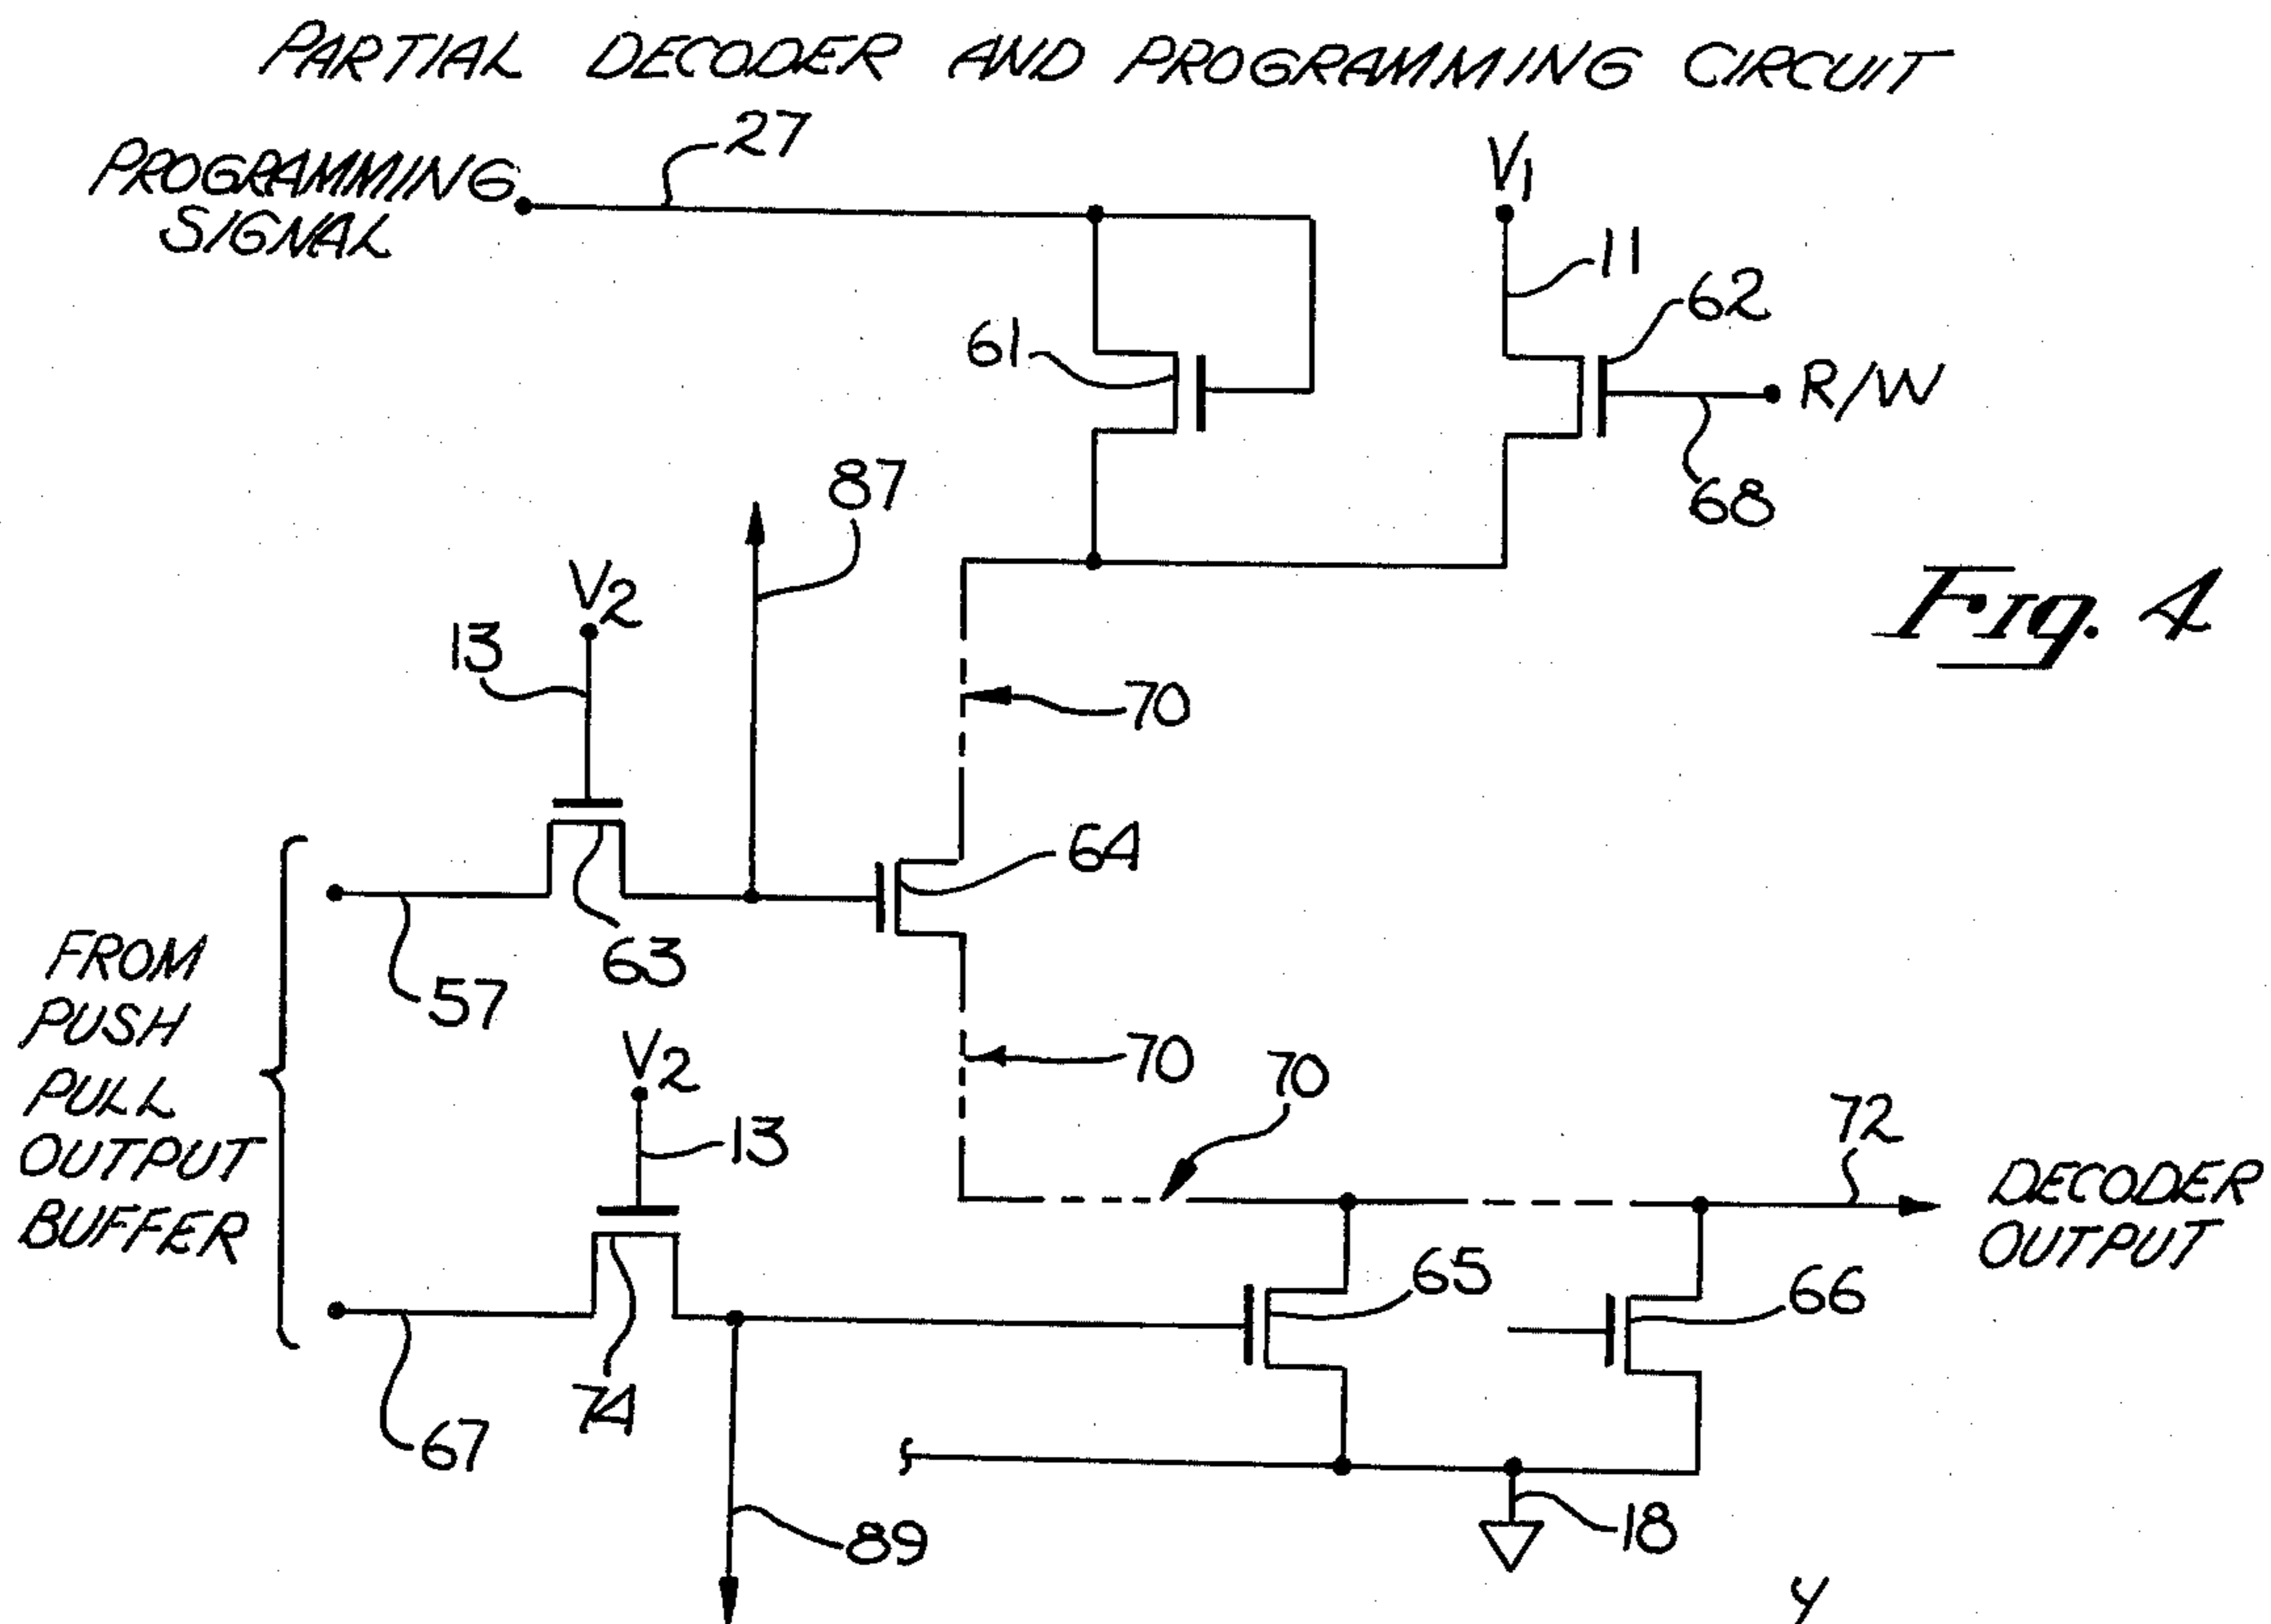 PARTIAL DECODER AND PROGRAMMING CIRCUIT
27
PROGRAMMING
SIGNAL
V1
11
62
61
R/W
68
87
V2
13
Fig. 4
70
64
63
57
FROM
PUSH
PULL
OUTPUT
BUFFER
V2
13
70
70
72
DECODER
OUTPUT
65
66
74
67
89
18